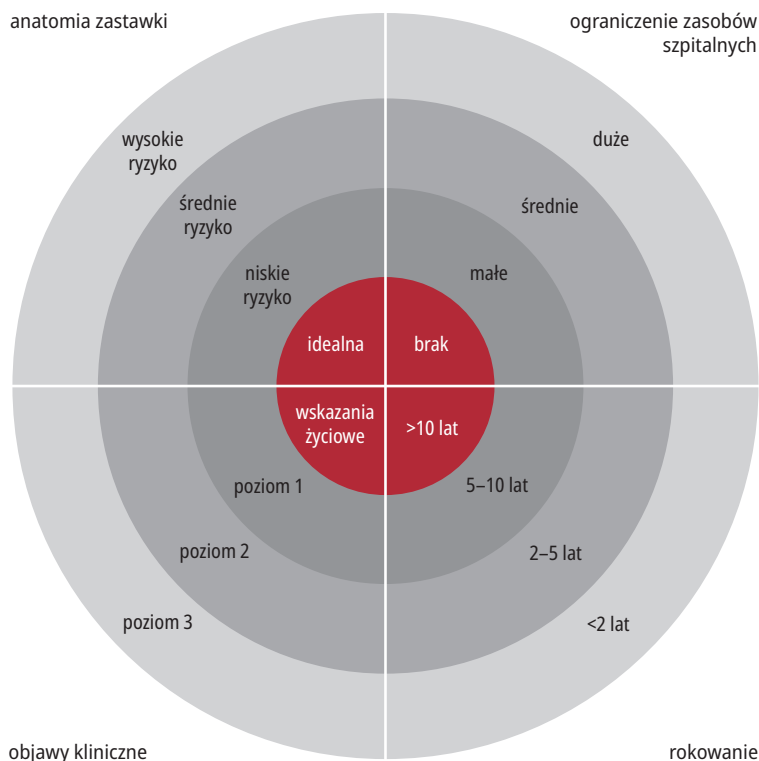 anatomia zastawki
ograniczenie zasobów
szpitalnych
wysokie
ryzyko
duże
średnie
ryzyko
średnie
niskie
ryzyko
małe
idealna
brak
wskazania
życiowe
>10 lat
poziom 1
5–10 lat
poziom 2
2–5 lat
poziom 3
<2 lat
objawy kliniczne
rokowanie